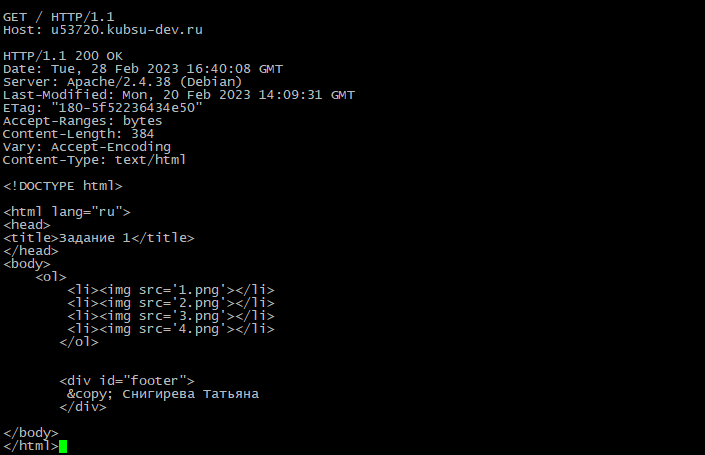 GET / HTTP/1.1
Host: u53720.kubsu-dev.ru

HTTP/1.1 200 OK
Date: Tue, 28 Feb 2023 16:40:08 GMT
Server: Apache/2.4.38 (Debian)
Last-Modified: Mon, 20 Feb 2023 14:09:31 GMT
ETag: "180-5f52236434e50"
Accept-Ranges: bytes
Content-Length: 384
Vary: Accept-Encoding
Content-Type: text/html

<!DOCTYPE html>

<html lang="ru">
<head>
<title>Задание 1</title>
</head>
<body>
    <ol>
        <li><img src='1.png'></li>
        <li><img src='2.png'></li>
        <li><img src='3.png'></li>
        <li><img src='4.png'></li>
       </ol>


       <div id="footer">
        &copy; Снигирева Татьяна
       </div>

</body>
</html>